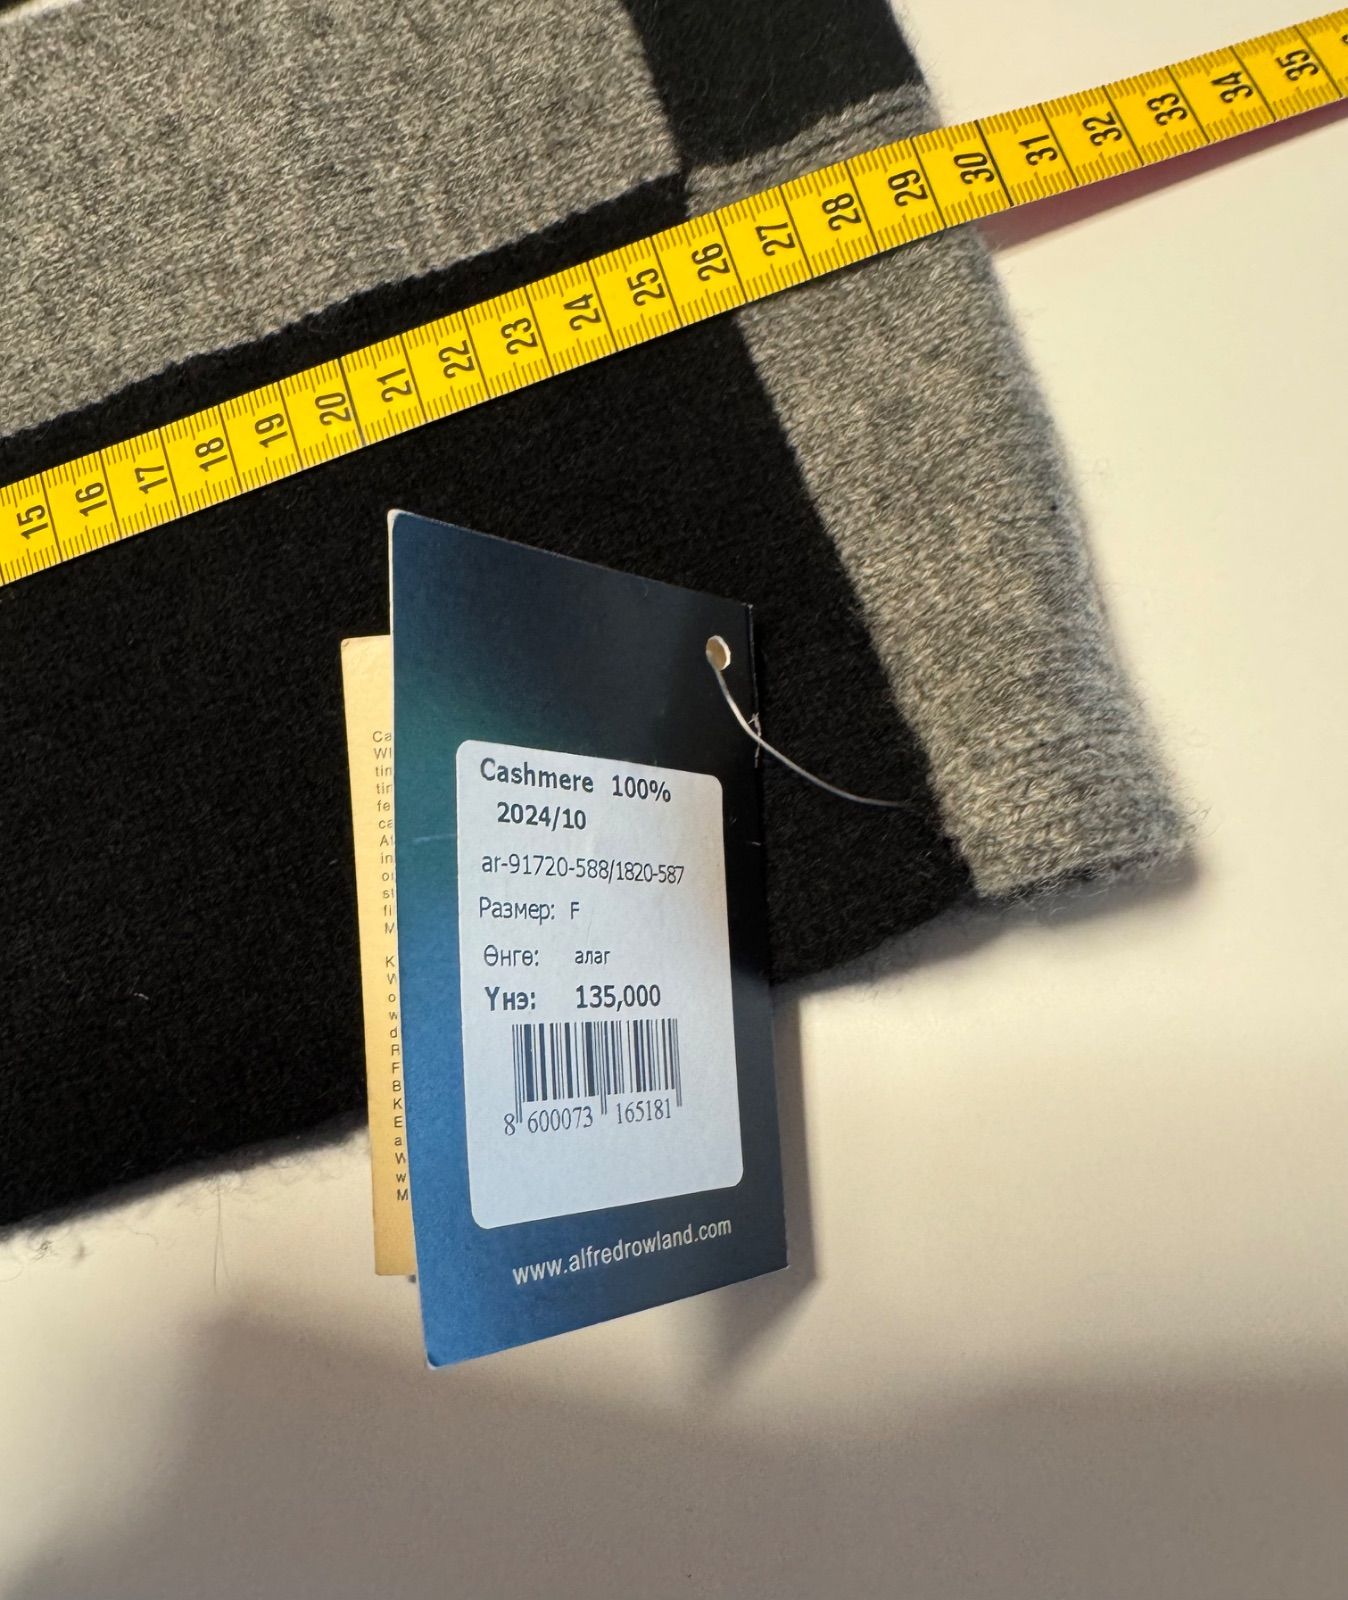 15 16 17 18 19 20 21 22 23 24 25 26 27 28 29 30 31 32 33 34 35
Cashmere 100%
2024/10
ar-91720-588/1820-587
Размер: F
Өнгө: алаг
Үнэ: 135,000
8 600073 165181
www.alfredrowland.com